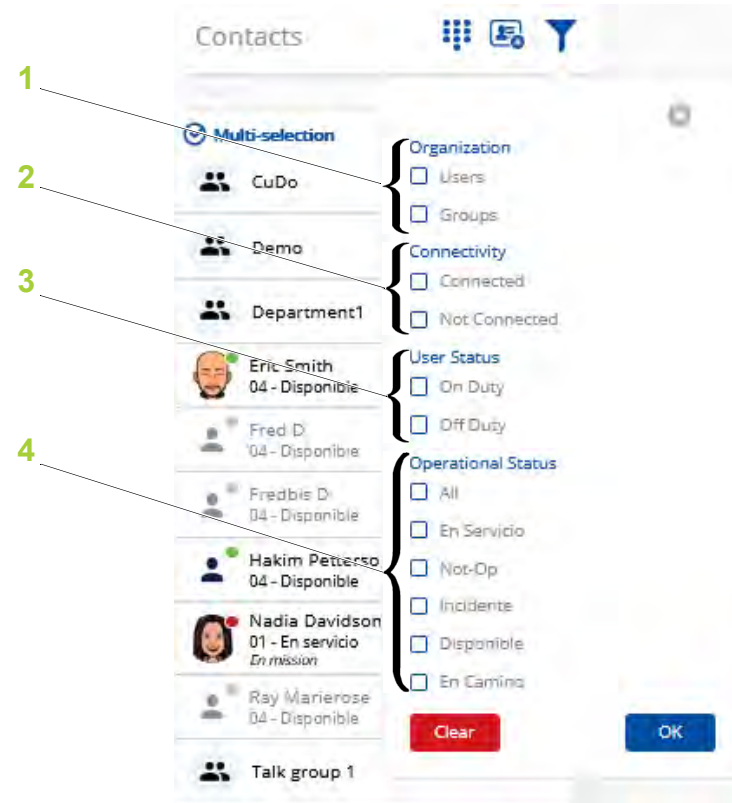 Contacts
1
Multi-selection
2
CuDo
Demo
3
Department1
Eric Smith
04 - Disponible
Fred D
04 - Disponible
4
Fredbis D
04 - Disponible
Hakim Petterso
04 - Disponible
Nadia Davidson
01 - En servicio
En mission
Ray Marierose
04 - Disponible
Talk group 1
Organization
Users
Groups
Connectivity
Connected
Not Connected
User Status
On Duty
Off Duty
Operational Status
All
En Servicio
Not-Op
Incidente
Disponible
En Camino
Clear
OK